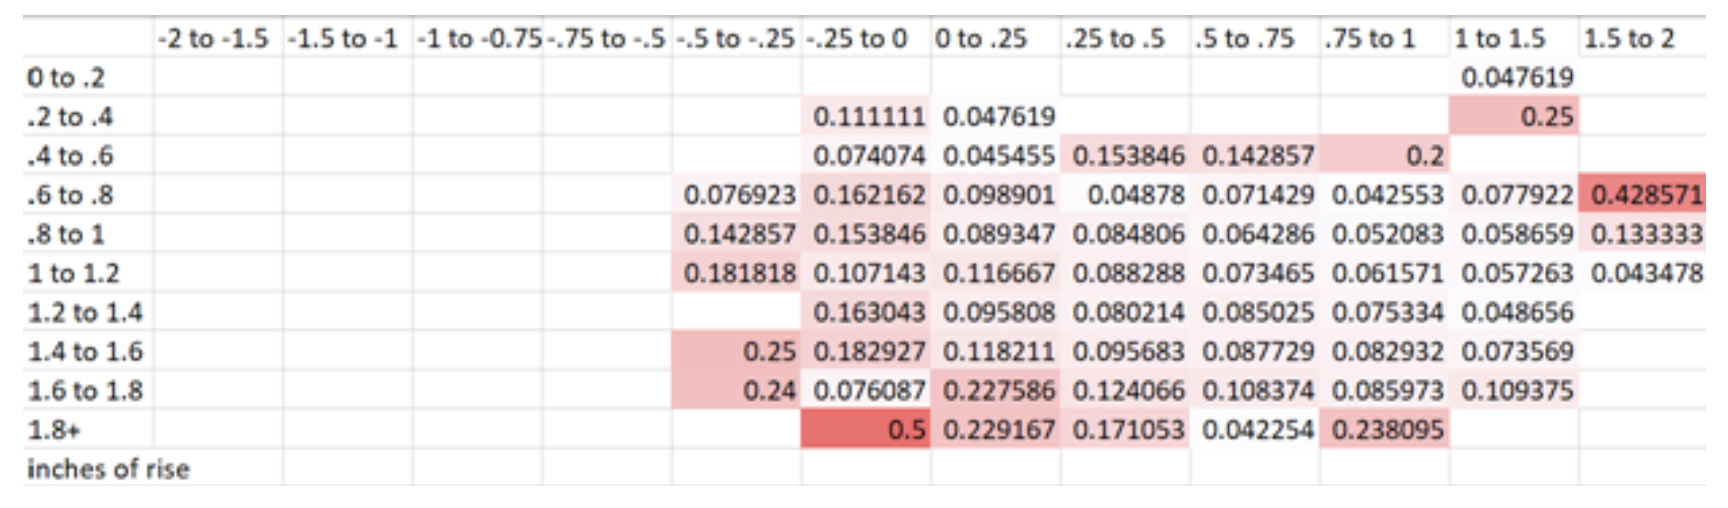 -2 to -1.5 -1.5 to -1 -1 to -0.75 -.75 to -.5 -.5 to -.25 -.25 to 0 0 to .25 .25 to .5 .5 to .75 .75 to 1 1 to 1.5 1.5 to 2
0 to .2 0.047619
.2 to .4 0.111111 0.047619 0.25
.4 to .6 0.074074 0.045455 0.153846 0.142857 0.2
.6 to .8 0.076923 0.162162 0.098901 0.04878 0.071429 0.042553 0.077922 0.428571
.8 to 1 0.142857 0.153846 0.089347 0.084806 0.064286 0.052083 0.058659 0.133333
1 to 1.2 0.181818 0.107143 0.116667 0.088288 0.073465 0.061571 0.057263 0.043478
1.2 to 1.4 0.163043 0.095808 0.080214 0.085025 0.075334 0.048656
1.4 to 1.6 0.25 0.182927 0.118211 0.095683 0.087729 0.082932 0.073569
1.6 to 1.8 0.24 0.076087 0.227586 0.124066 0.108374 0.085973 0.109375
1.8+ 0.5 0.229167 0.171053 0.042254 0.238095
inches of rise